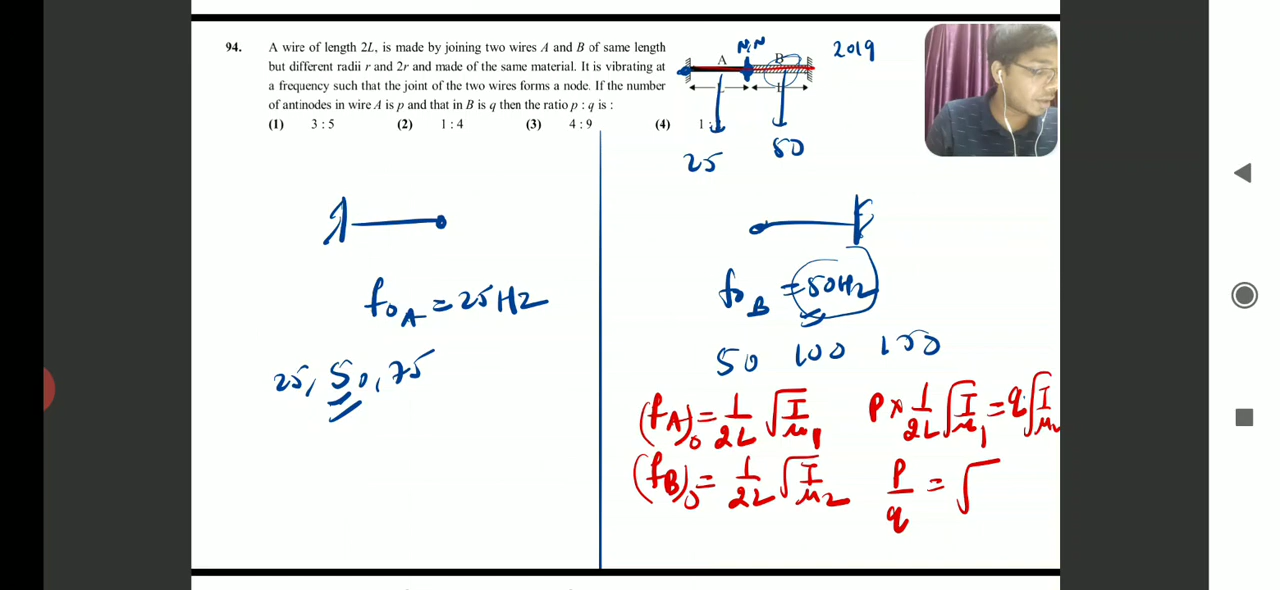 94. A wire of length 2L, is made by joining two wires A and B of same length
but different radii r and 2r and made of the same material. It is vibrating at
a frequency such that the joint of the two wires forms a node. If the number
of antinodes in wire A is p and that in B is q then the ratio p : q is :
(1) 3 : 5 (2) 1 : 4 (3) 4 : 9 (4) 1 :
N, N
A B
L
2019
25 50
f₀A = 25 Hz
25, 50, 75
f₀B = 50Hz
50 100 150
(fA)₀ = 1/2L √T/μ₁
p × 1/2L √T/μ₁ = q √T/μ₂
(fB)₀ = 1/2L √T/μ₂
p/q = √